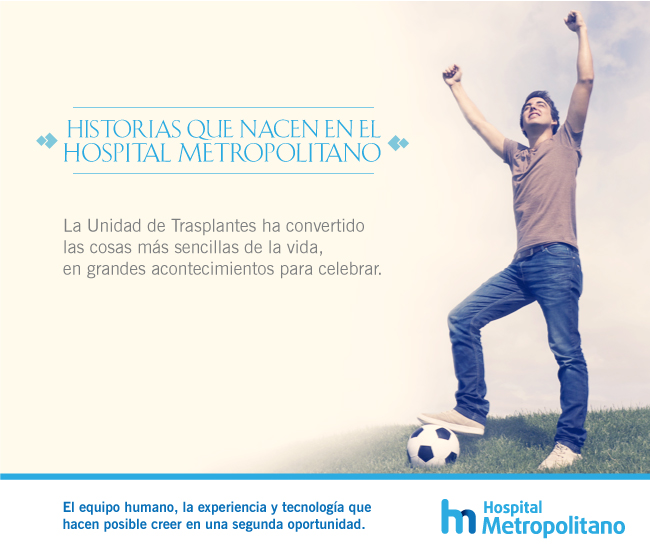 HISTORIAS QUE NACEN EN EL
HOSPITAL METROPOLITANO
La Unidad de Trasplantes ha convertido
las cosas más sencillas de la vida,
en grandes acontecimientos para celebrar.
El equipo humano, la experiencia y tecnología que
hacen posible creer en una segunda oportunidad.
hm Hospital
Metropolitano